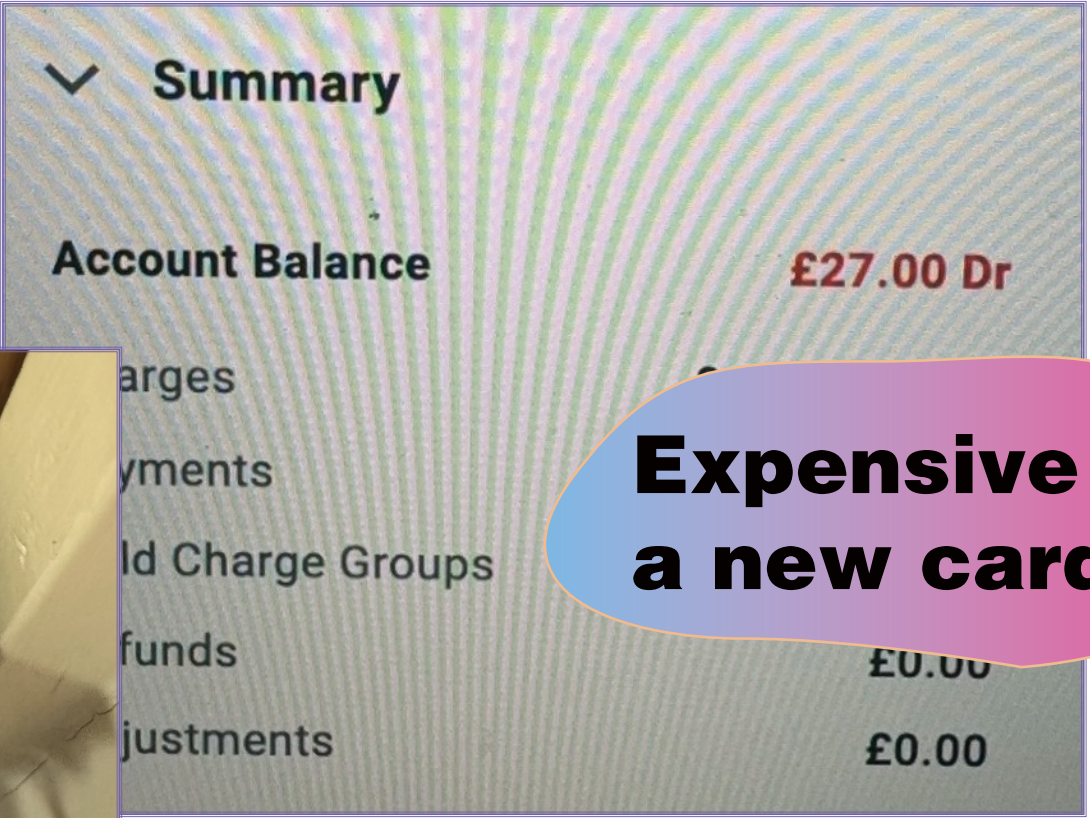 Summary
Account Balance
£27.00 Dr
arges
yments
ld Charge Groups
funds
£0.00
justments
£0.00
Expensive
a new card